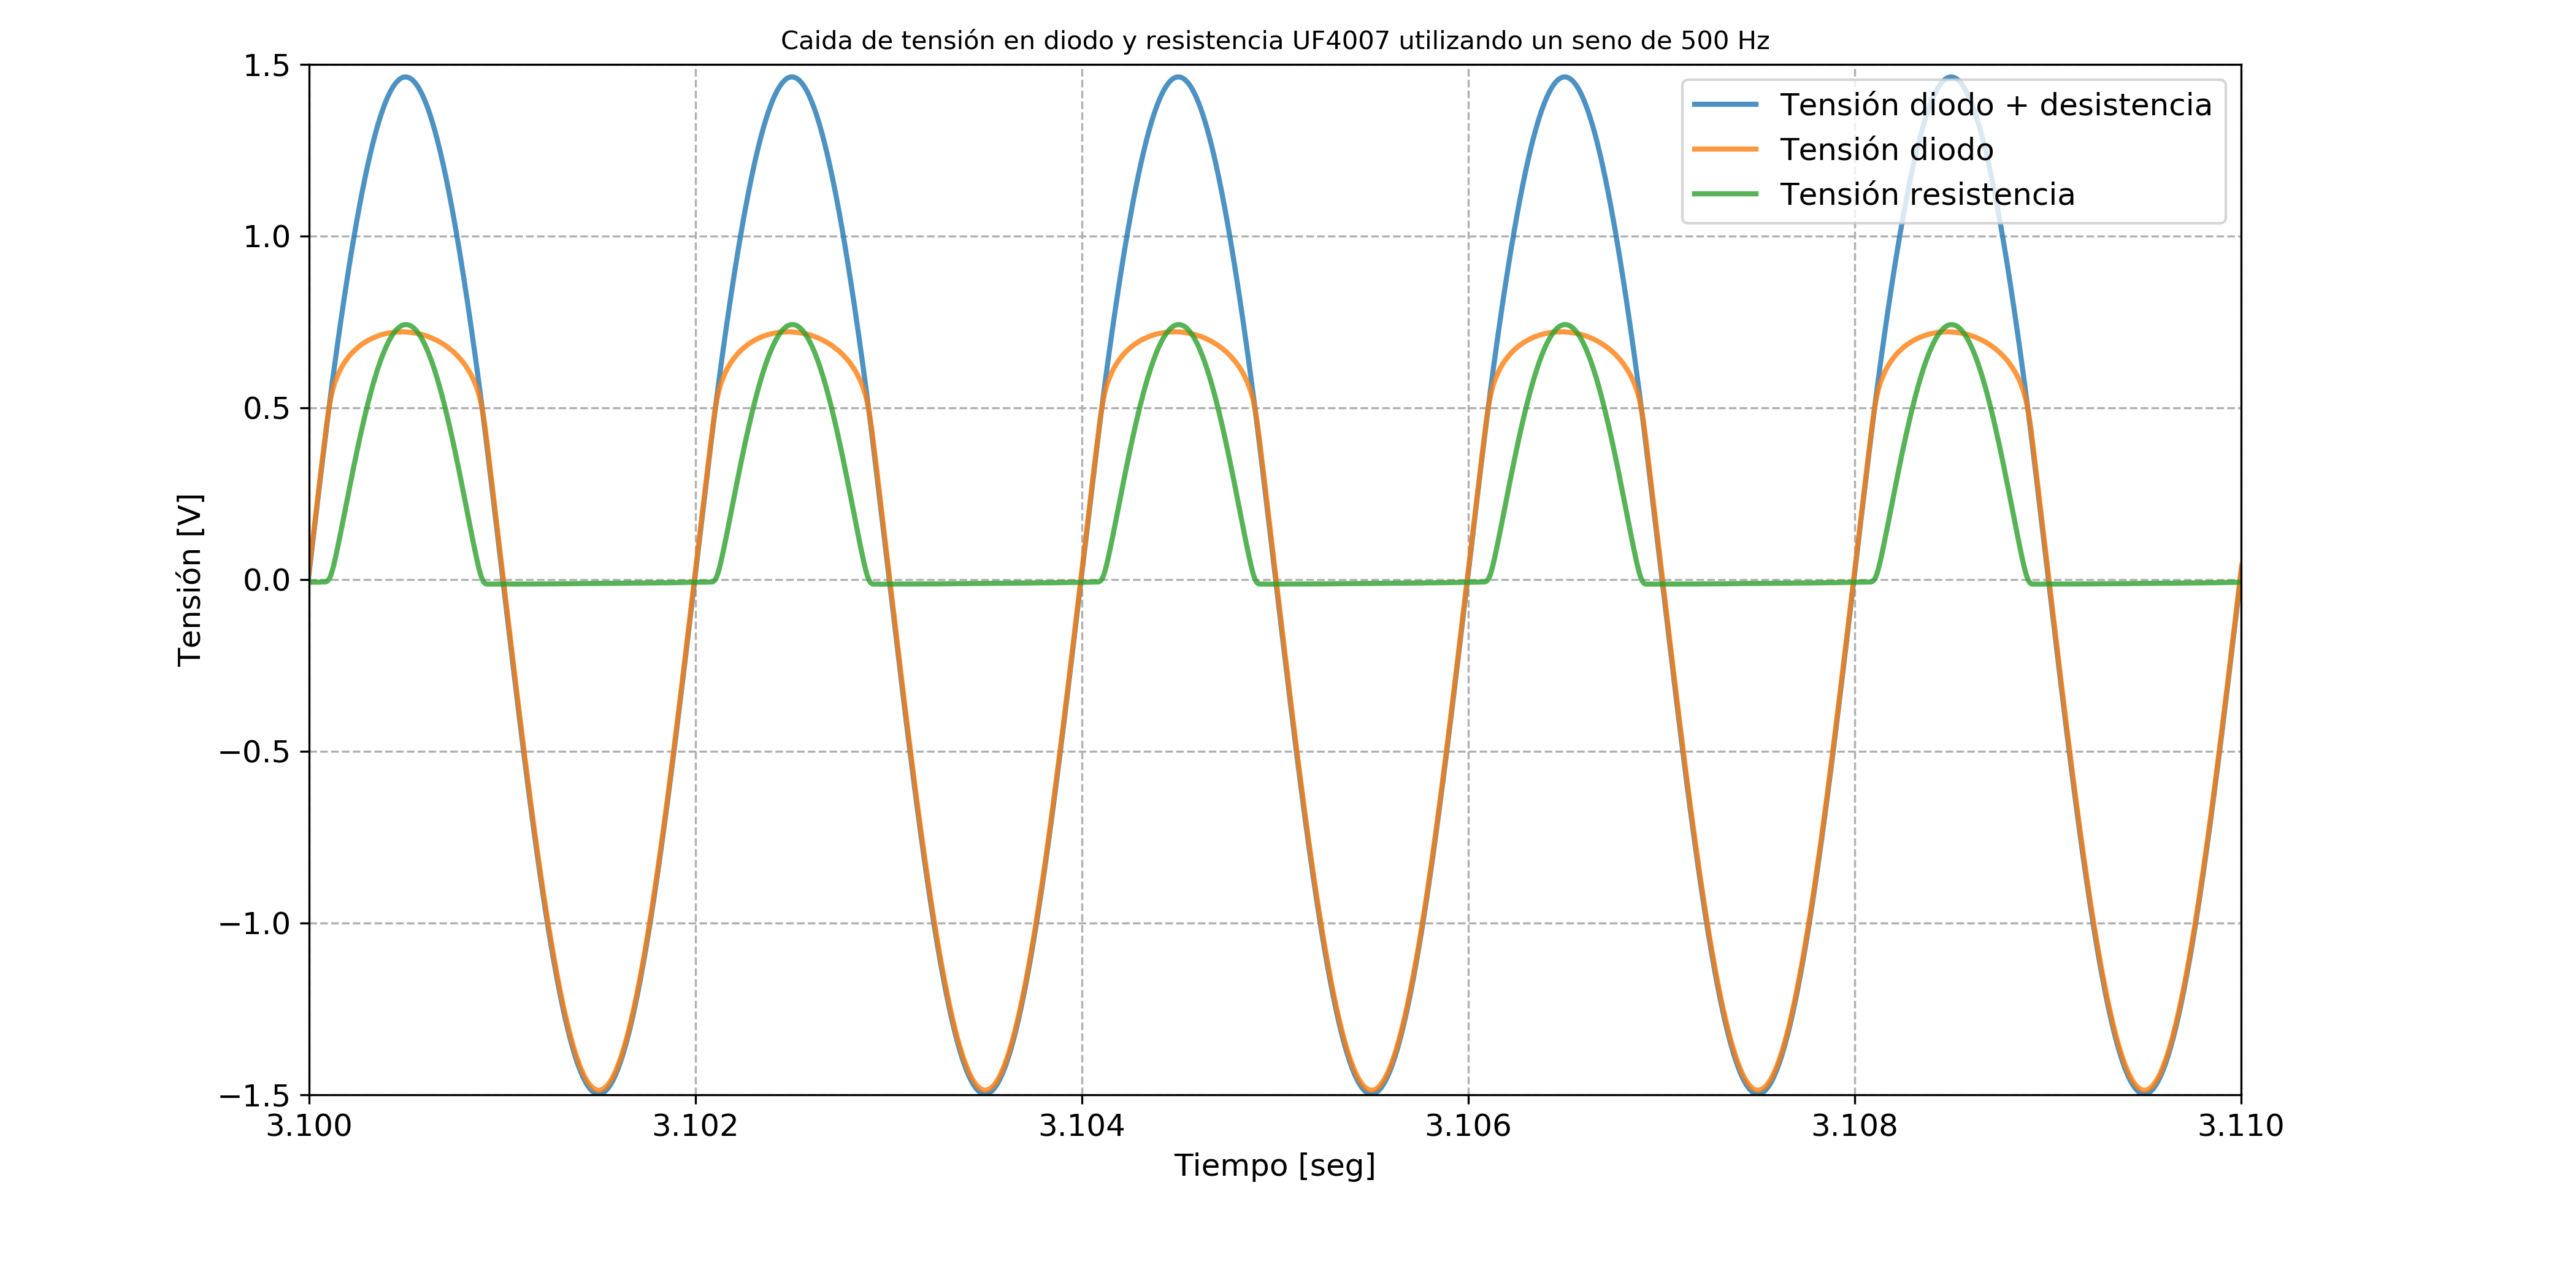 Caida de tensión en diodo y resistencia UF4007 utilizando un seno de 500 Hz
Tensión diodo + desistencia
Tensión diodo
Tensión resistencia
Tensión [V]
1.5
1.0
0.5
0.0
−0.5
−1.0
−1.5
3.100 3.102 3.104 3.106 3.108 3.110
Tiempo [seg]